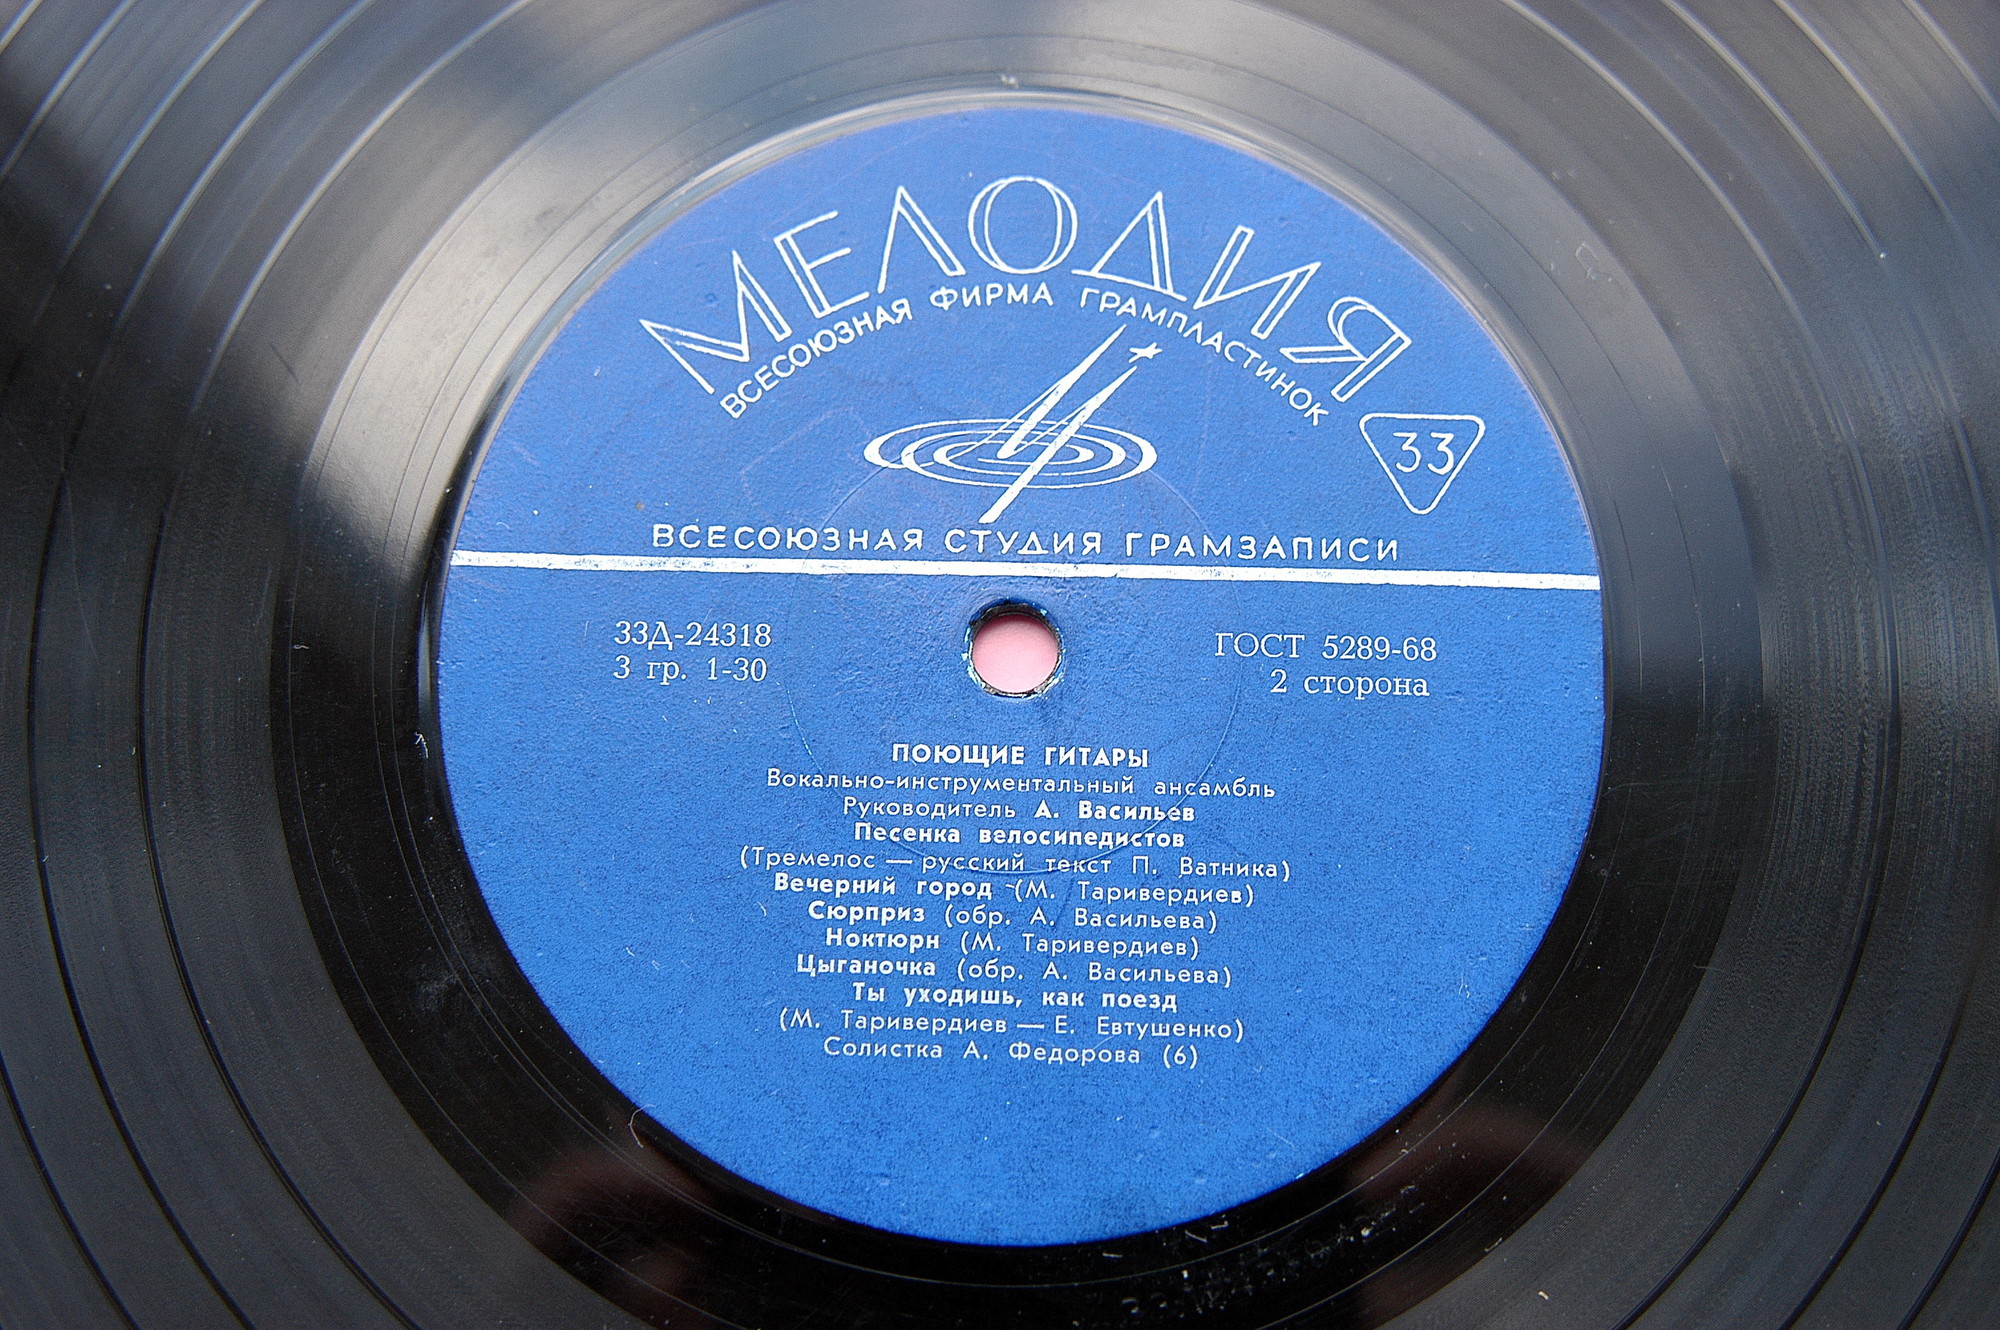 МЕЛОДИЯ
ВСЕСОЮЗНАЯ ФИРМА ГРАМПЛАСТИНОК
33
ВСЕСОЮЗНАЯ СТУДИЯ ГРАМЗАПИСИ
33Д-24318
3 гр. 1-30
ГОСТ 5289-68
2 сторона
ПОЮЩИЕ ГИТАРЫ
Вокально-инструментальный ансамбль
Руководитель А. Васильев
Песенка велосипедистов
(Тремелос — русский текст П. Ватника)
Вечерний город (М. Таривердиев)
Сюрприз (обр. А. Васильева)
Ноктюрн (М. Таривердиев)
Цыганочка (обр. А. Васильева)
Ты уходишь, как поезд
(М. Таривердиев — Е. Евтушенко)
Солистка А. Федорова (6)